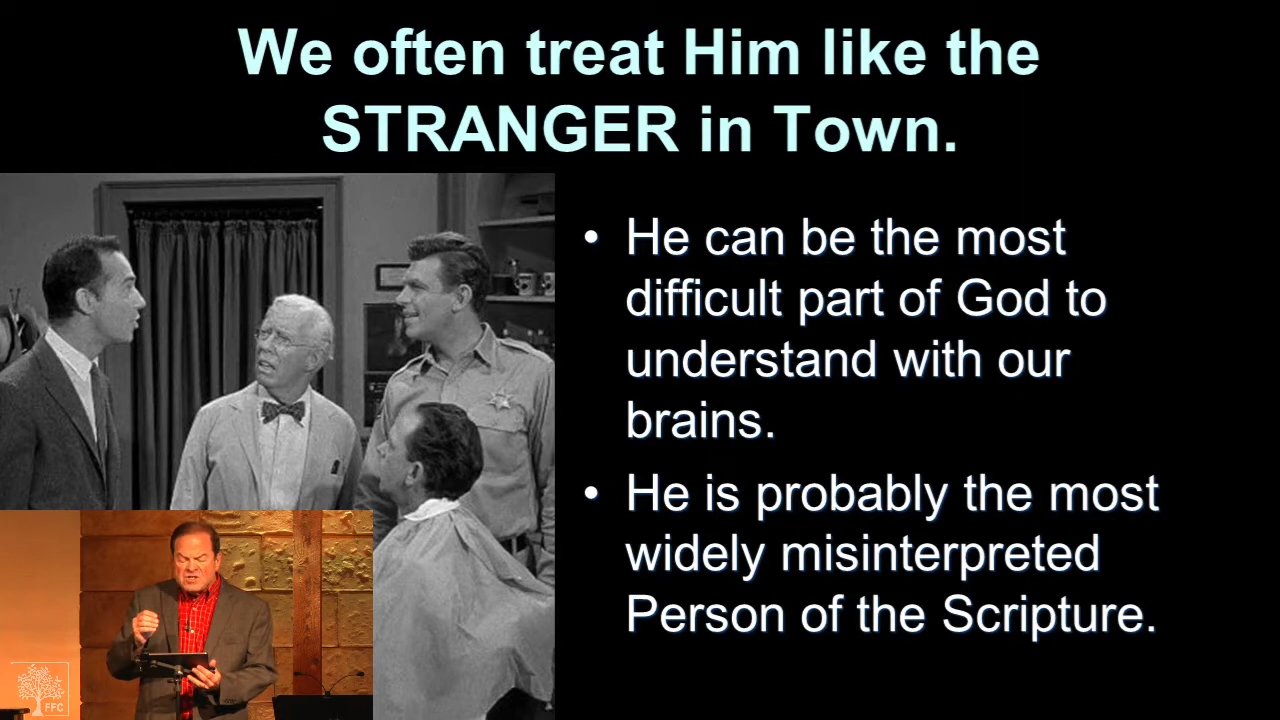 We often treat Him like the
STRANGER in Town.
• He can be the most
difficult part of God to
understand with our
brains.
• He is probably the most
widely misinterpreted
Person of the Scripture.
FFC